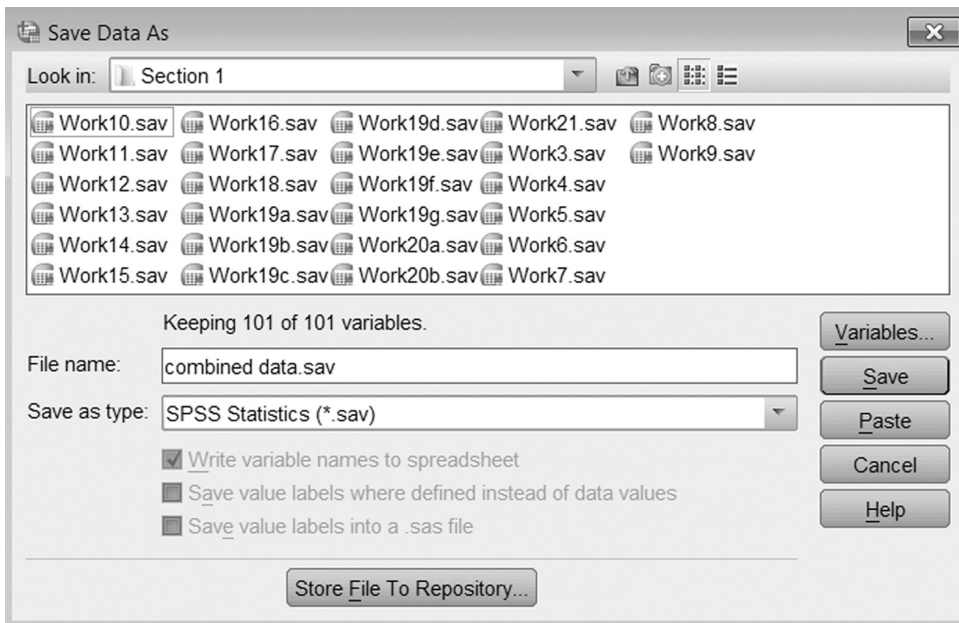 Save Data As
Look in: Section 1
Work10.sav Work16.sav Work19d.sav Work21.sav Work8.sav
Work11.sav Work17.sav Work19e.sav Work3.sav Work9.sav
Work12.sav Work18.sav Work19f.sav Work4.sav
Work13.sav Work19a.sav Work19g.sav Work5.sav
Work14.sav Work19b.sav Work20a.sav Work6.sav
Work15.sav Work19c.sav Work20b.sav Work7.sav
Keeping 101 of 101 variables.
Variables...
File name: combined data.sav
Save
Save as type: SPSS Statistics (*.sav)
Paste
Write variable names to spreadsheet
Cancel
Save value labels where defined instead of data values
Help
Save value labels into a .sas file
Store File To Repository...